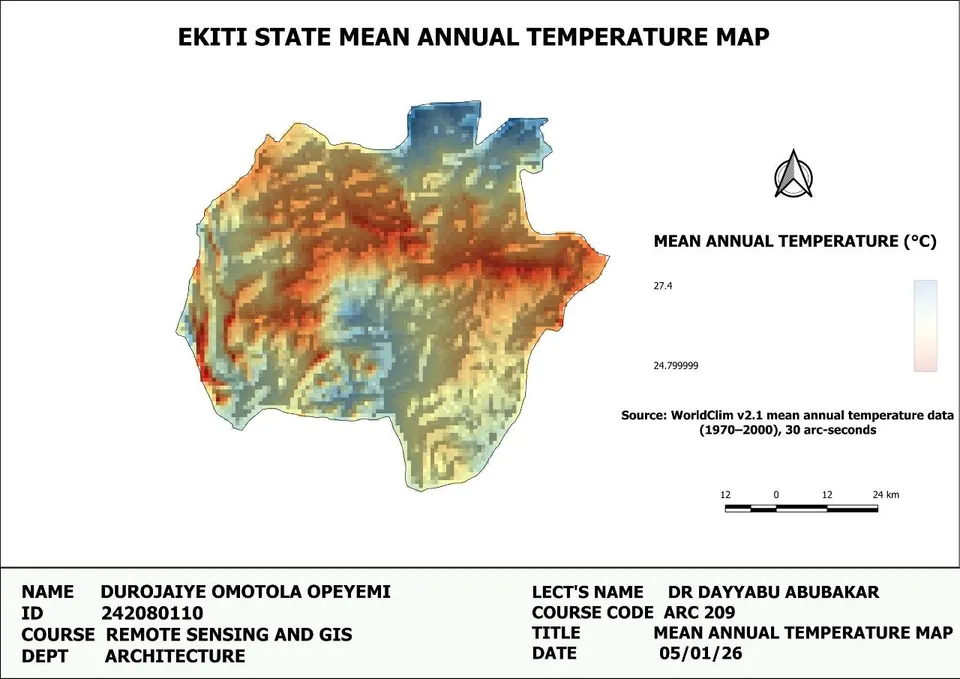 EKITI STATE MEAN ANNUAL TEMPERATURE MAP
MEAN ANNUAL TEMPERATURE (°C)
27.4
24.799999
Source: WorldClim v2.1 mean annual temperature data
(1970–2000), 30 arc-seconds
12 0 12 24 km
NAME DUROJAIYE OMOTOLA OPEYEMI
ID 242080110
COURSE REMOTE SENSING AND GIS
DEPT ARCHITECTURE
LECT'S NAME DR DAYYABU ABUBAKAR
COURSE CODE ARC 209
TITLE MEAN ANNUAL TEMPERATURE MAP
DATE 05/01/26